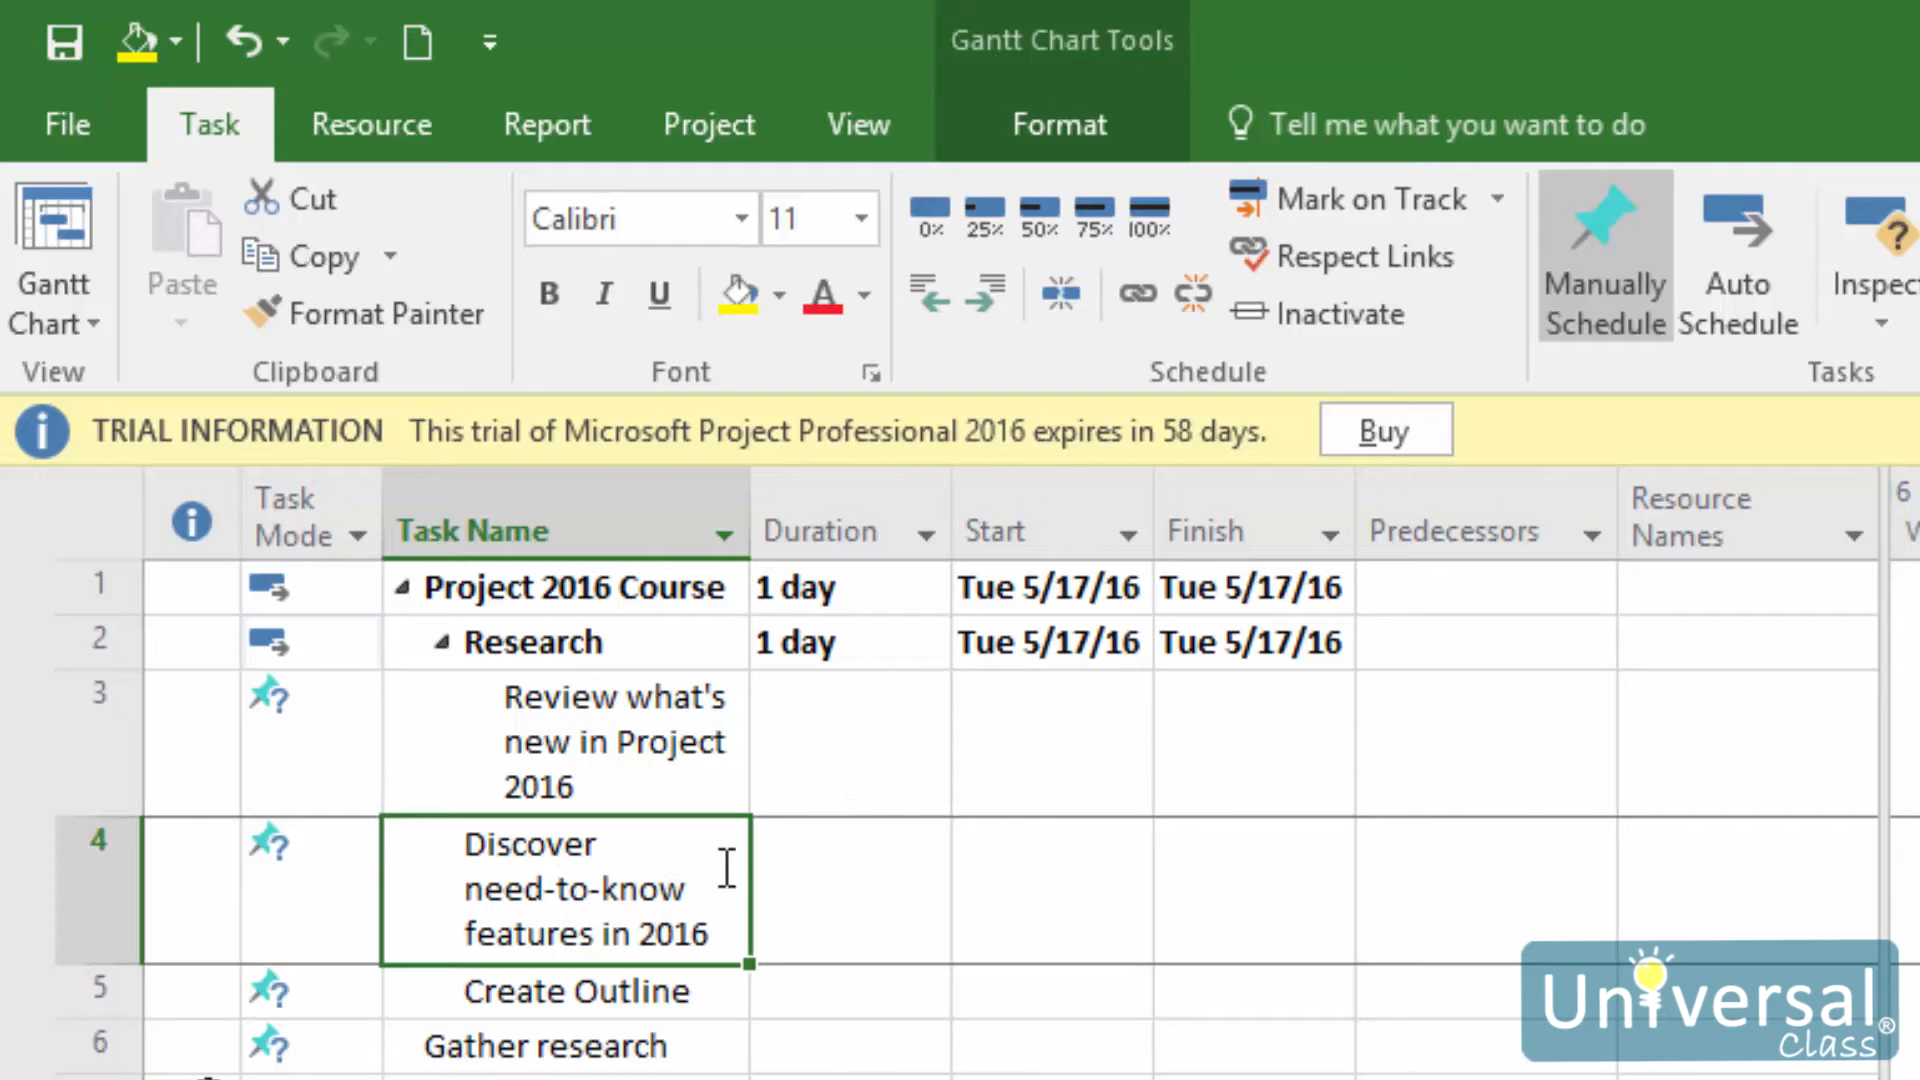 Gantt Chart Tools
File Task Resource Report Project View Format Tell me what you want to do
Gantt Chart
View
Paste
Cut
Copy
Format Painter
Clipboard
Calibri 11
B I U A
Font
0% 25% 50% 75% 100%
Mark on Track
Respect Links
Inactivate
Schedule
Manually Schedule
Auto Schedule
Inspect
Tasks
TRIAL INFORMATION This trial of Microsoft Project Professional 2016 expires in 58 days. Buy
Task Mode Task Name Duration Start Finish Predecessors Resource Names 6
1 Project 2016 Course 1 day Tue 5/17/16 Tue 5/17/16
2 Research 1 day Tue 5/17/16 Tue 5/17/16
3 Review what's
new in Project
2016
4 Discover
need-to-know
features in 2016
5 Create Outline
6 Gather research
Universal
Class®